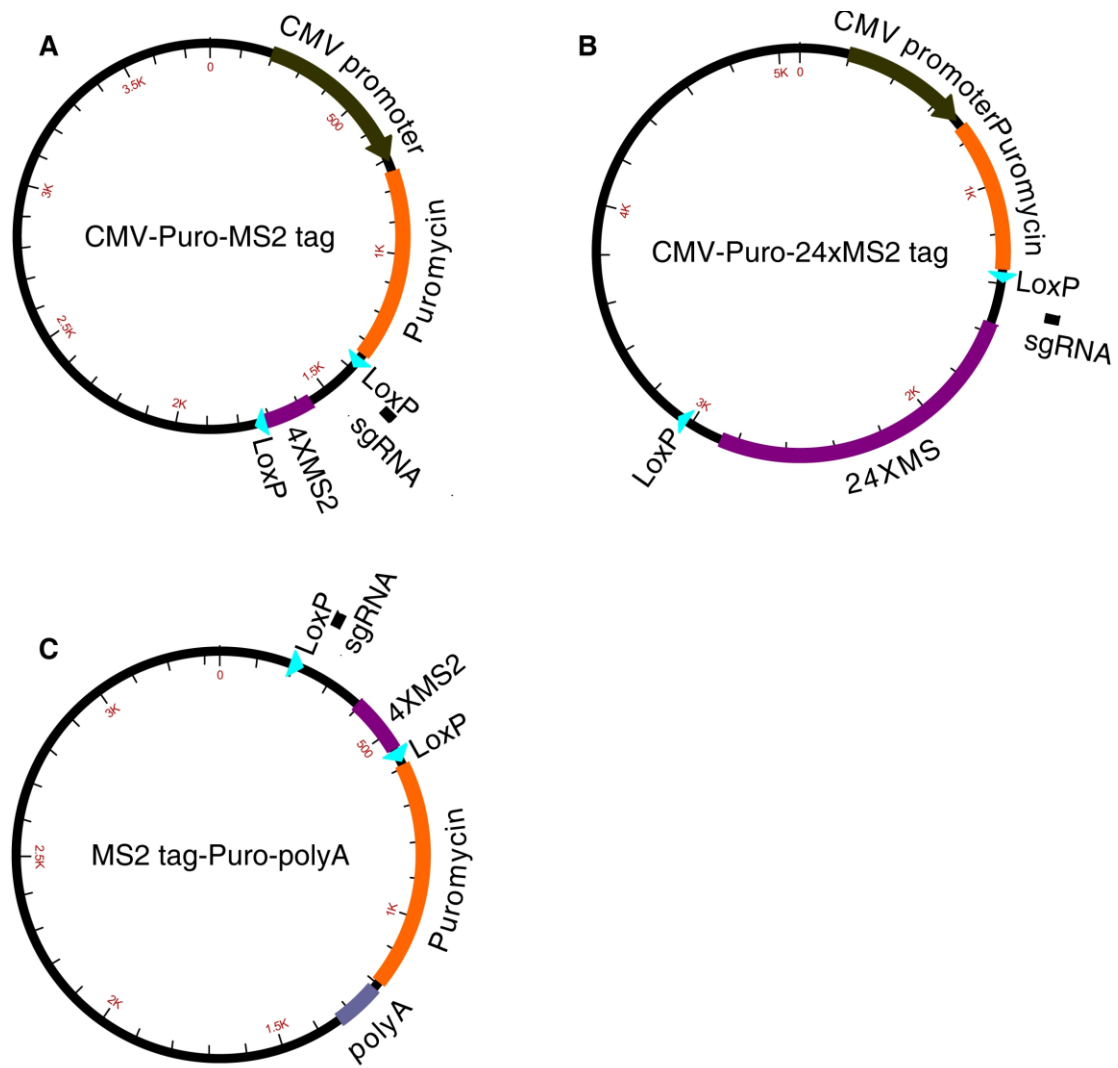 A
CMV promoter
0
500
1K
1.5K
2K
2.5K
3K
3.5K
Puromycin
LoxP
sgRNA
4XMS2
LoxP
CMV-Puro-MS2 tag
B
CMV promoter
Puromycin
5K
0
1K
2K
3K
4K
LoxP
sgRNA
24XMS
LoxP
CMV-Puro-24xMS2 tag
C
LoxP
sgRNA
4XMS2
LoxP
0
500
1K
1.5K
2K
2.5K
3K
Puromycin
polyA
MS2 tag-Puro-polyA